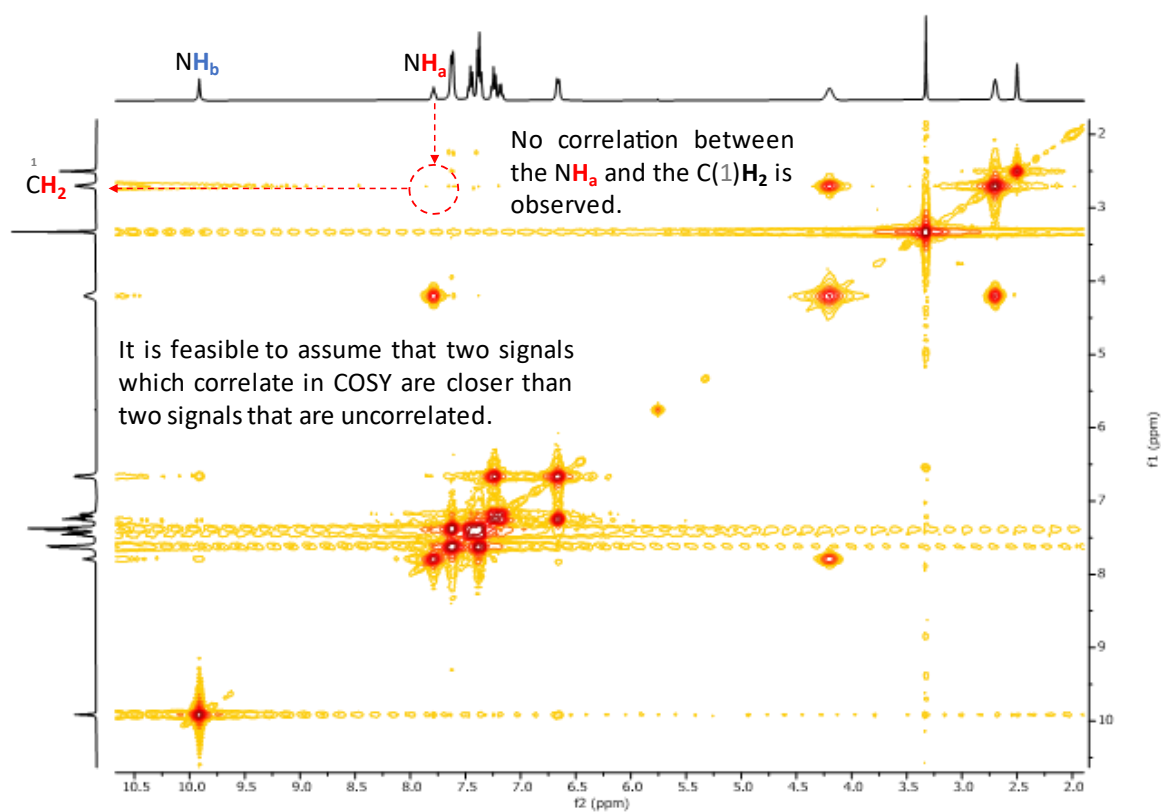 NHb
NHa
1
CH2
No correlation between
the NHa and the C(1)H2 is
observed.
It is feasible to assume that two signals
which correlate in COSY are closer than
two signals that are uncorrelated.
2
3
4
5
6
7
8
9
10
f1 (ppm)
10.5 10.0 9.5 9.0 8.5 8.0 7.5 7.0 6.5 6.0 5.5 5.0 4.5 4.0 3.5 3.0 2.5 2.0
f2 (ppm)